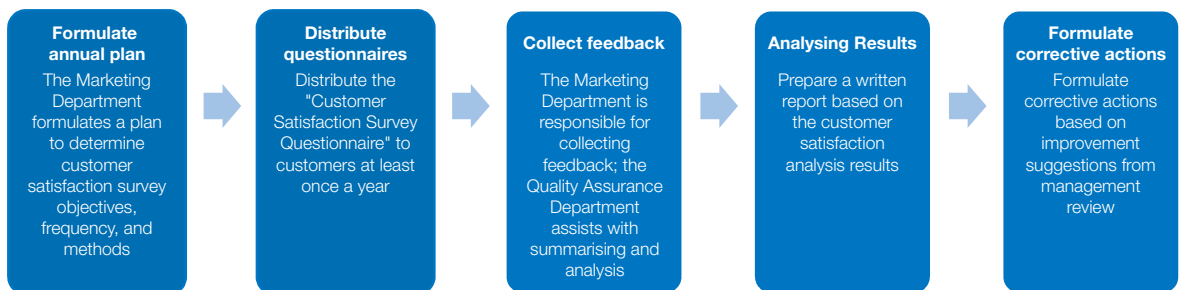 Formulate
annual plan
The Marketing
Department
formulates a plan
to determine
customer
satisfaction survey
objectives,
frequency, and
methods
Distribute
questionnaires
Distribute the
"Customer
Satisfaction Survey
Questionnaire" to
customers at least
once a year
Collect feedback
The Marketing
Department is
responsible for
collecting
feedback; the
Quality Assurance
Department
assists with
summarising and
analysis
Analysing Results
Prepare a written
report based on
the customer
satisfaction
analysis results
Formulate
corrective actions
Formulate
corrective actions
based on
improvement
suggestions from
management
review